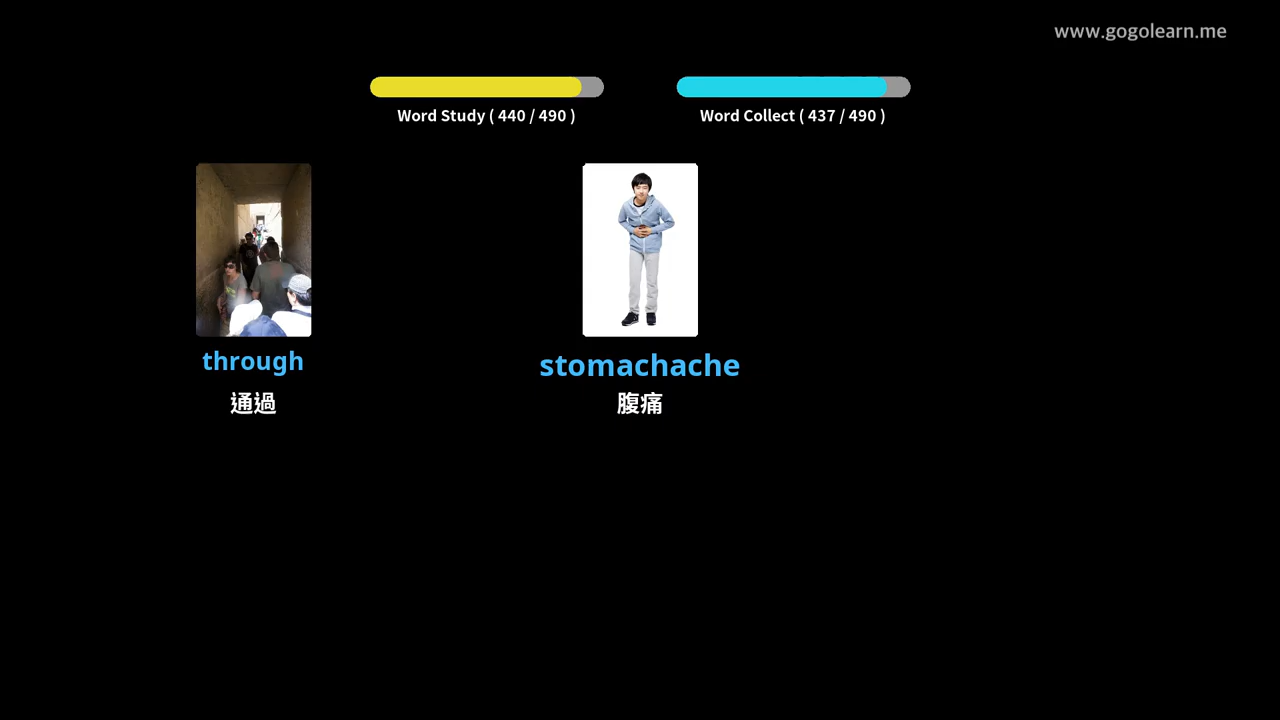 www.gogolearn.me
Word Study ( 440 / 490 )
Word Collect ( 437 / 490 )
through
通過
stomachache
腹痛